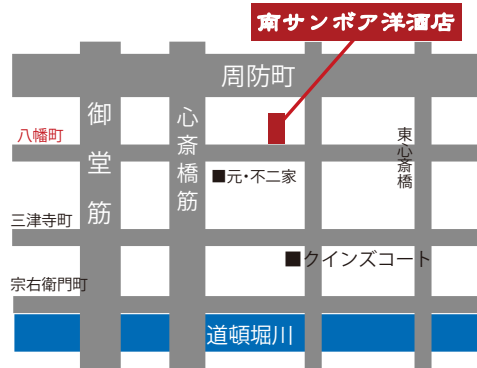 南サンボア洋酒店
周防町
御堂筋
心斎橋筋
八幡町
東心斎橋
■元・不二家
三津寺町
■クインズコート
宗右衛門町
道頓堀川